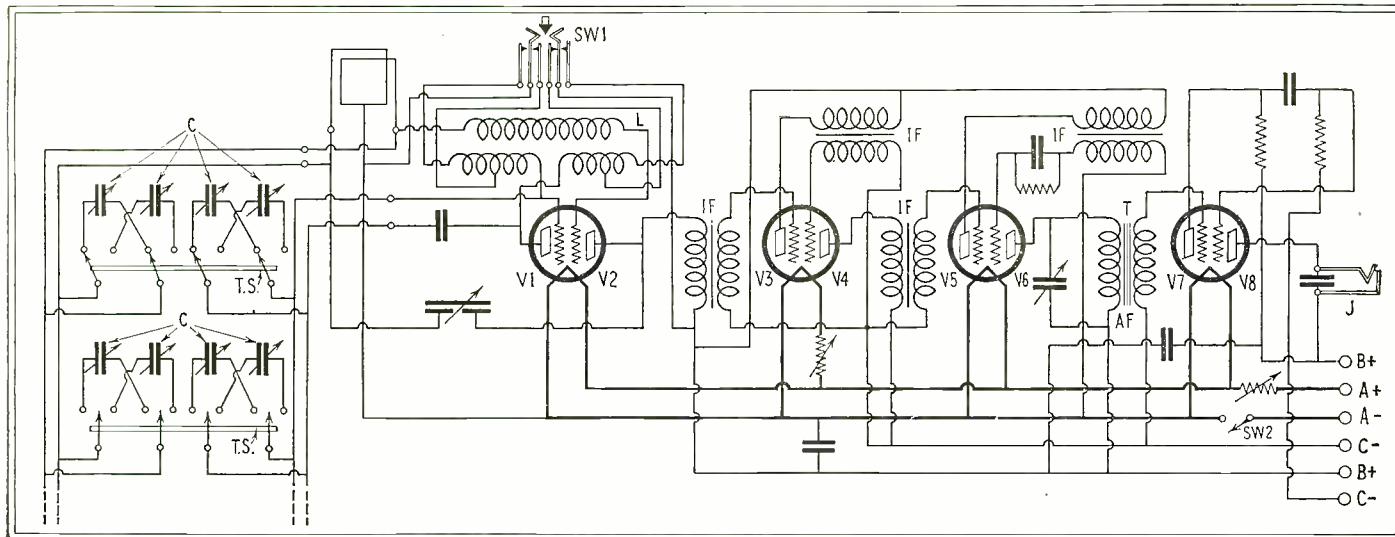 SW1
C
L
IF
IF
T.S.
IF
IF
T
V1
V2
V3
V4
V5
V6
V7
V8
AF
J
C
B+
A+
A-
SW2
T.S.
C-
B+
C-